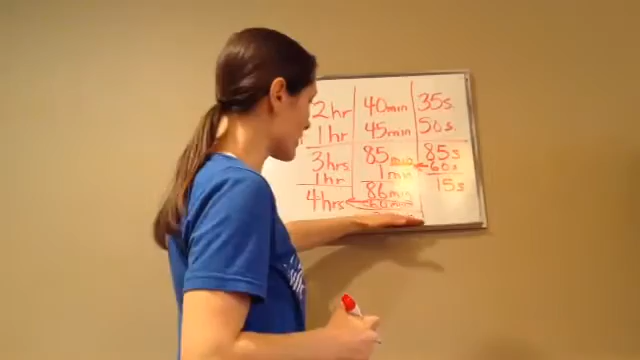 2hr 40min 35s.
1hr 45min 50s.
3hrs 85min 85s
1hr 1min 60s
4hrs 86min 15s